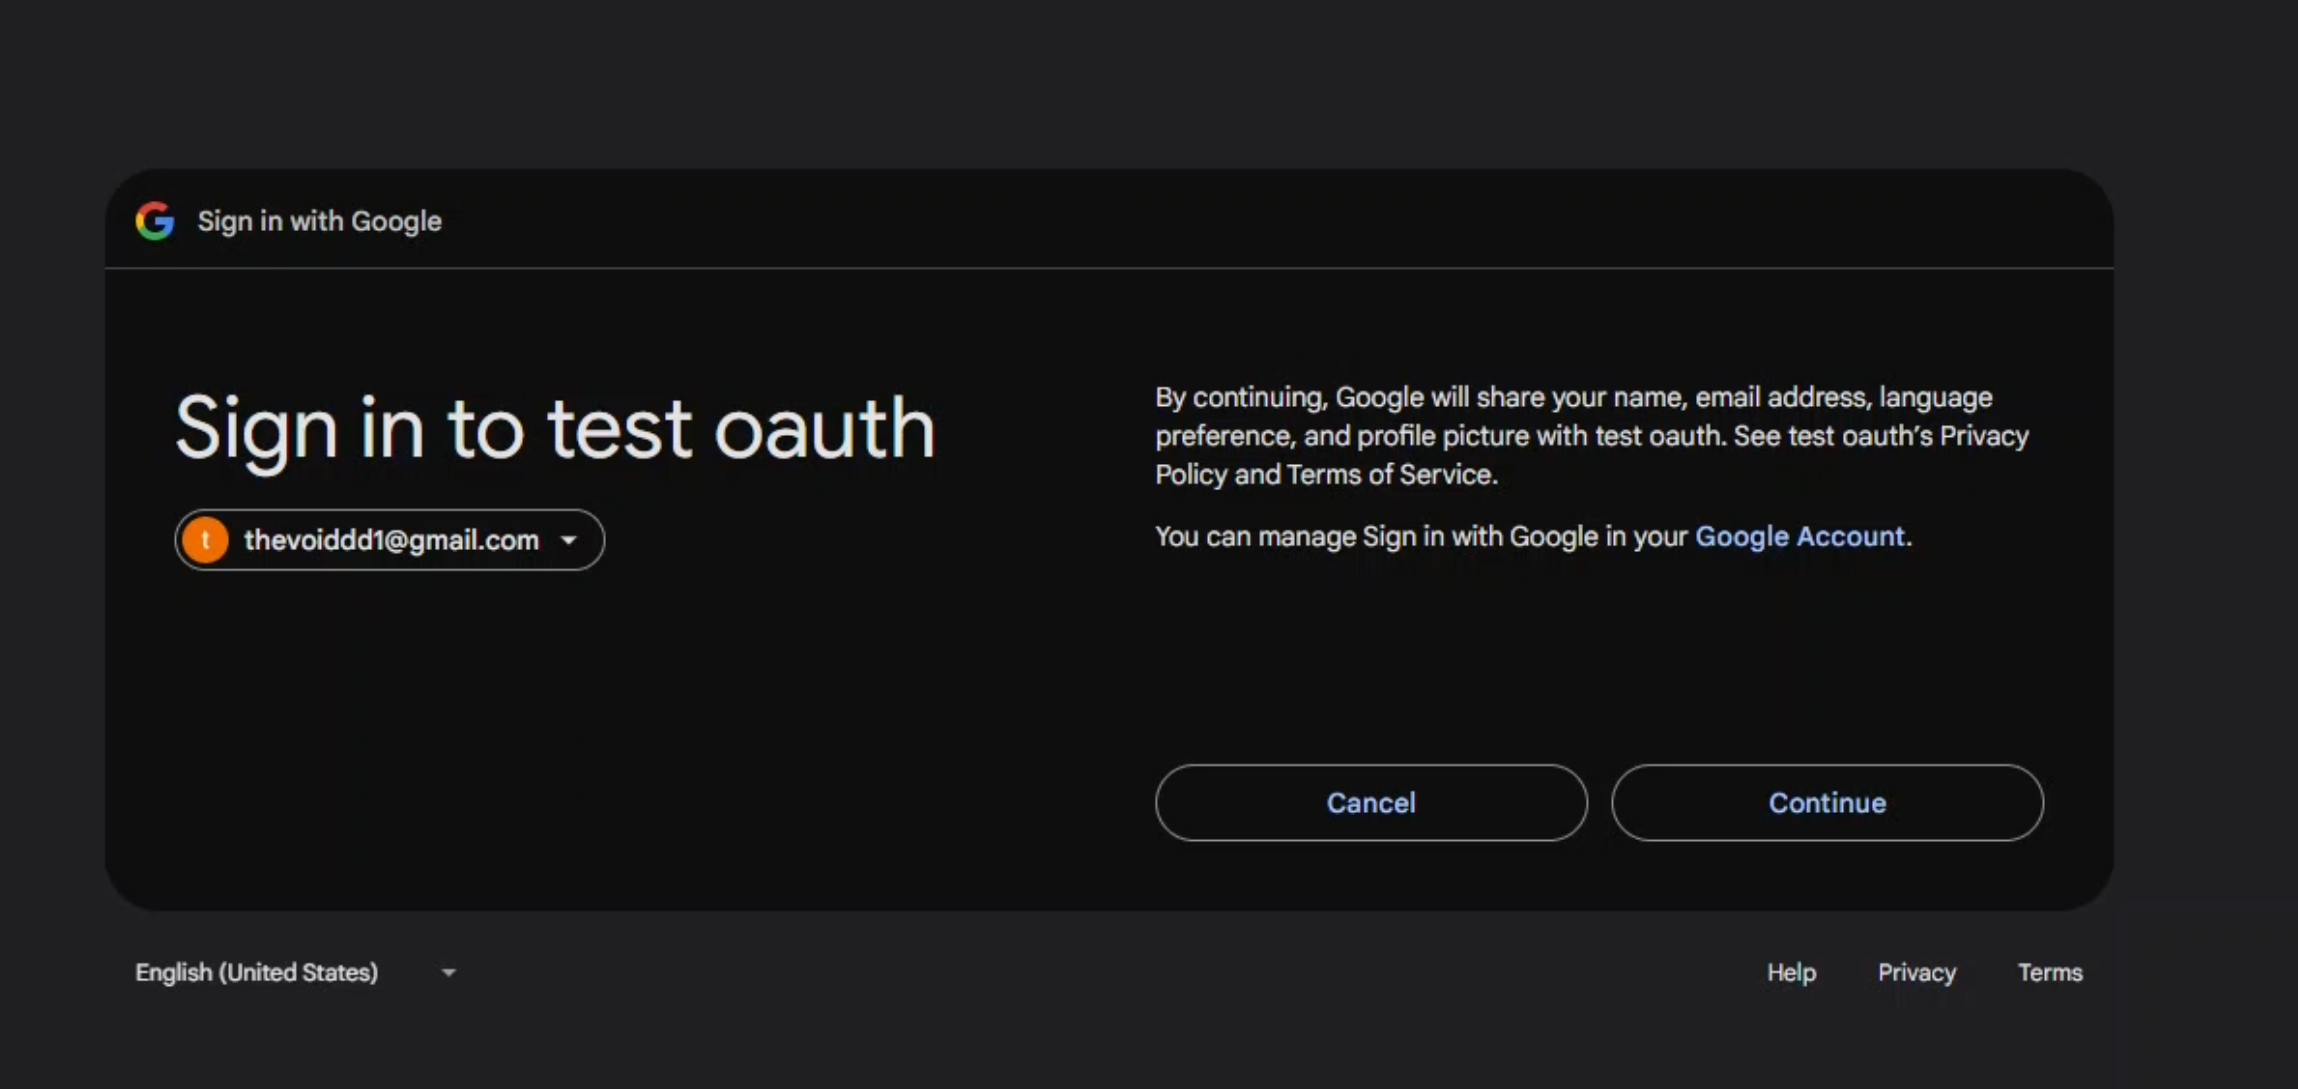 Sign in with Google
Sign in to test oauth
t thevoiddd1@gmail.com
By continuing, Google will share your name, email address, language
preference, and profile picture with test oauth. See test oauth’s Privacy
Policy and Terms of Service.
You can manage Sign in with Google in your Google Account.
Cancel
Continue
English (United States)
Help
Privacy
Terms